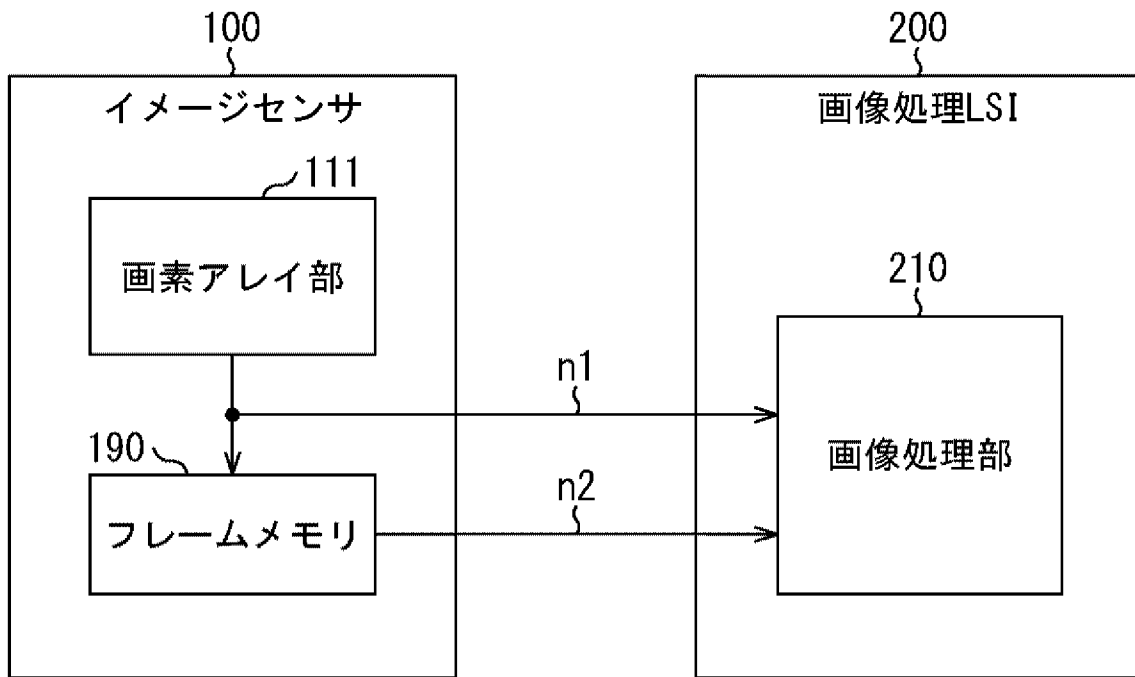 100
200
イメージセンサ
画像処理LSI
111
画素アレイ部
210
n1
190
画像処理部
n2
フレームメモリ